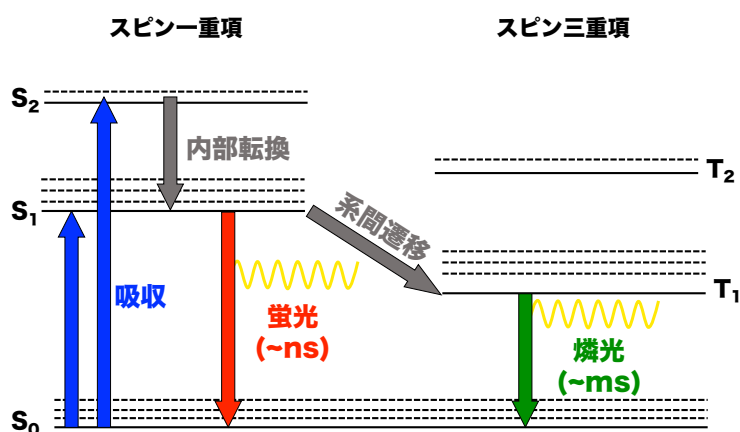 スピン一重項
スピン三重項
S2
内部転換
T2
S1
系間遷移
吸収
T1
蛍光
(~ns)
燐光
(~ms)
S0